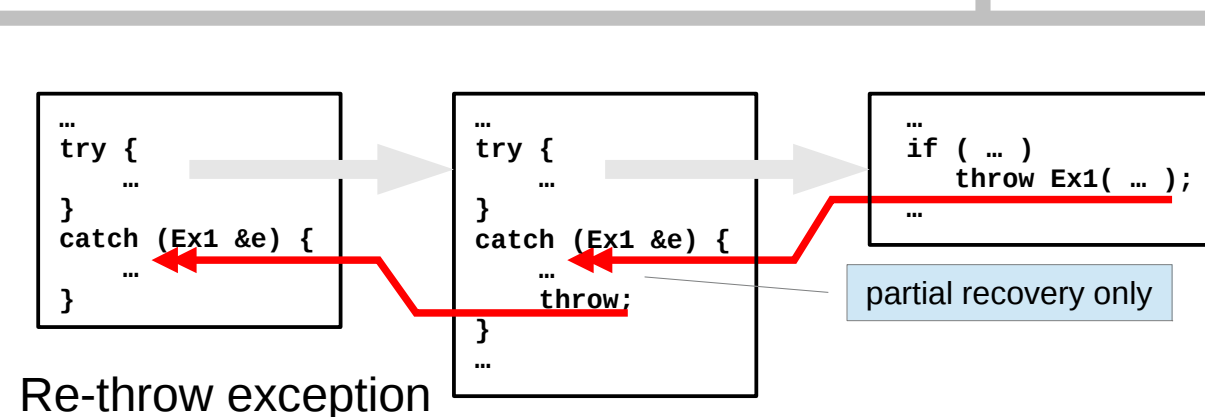 …
try {
    …
}
catch (Ex1 &e) {
    …
}
…
try {
    …
}
catch (Ex1 &e) {
    …
    throw;
}
…
…
if ( … )
   throw Ex1( … );
…
partial recovery only
Re-throw exception